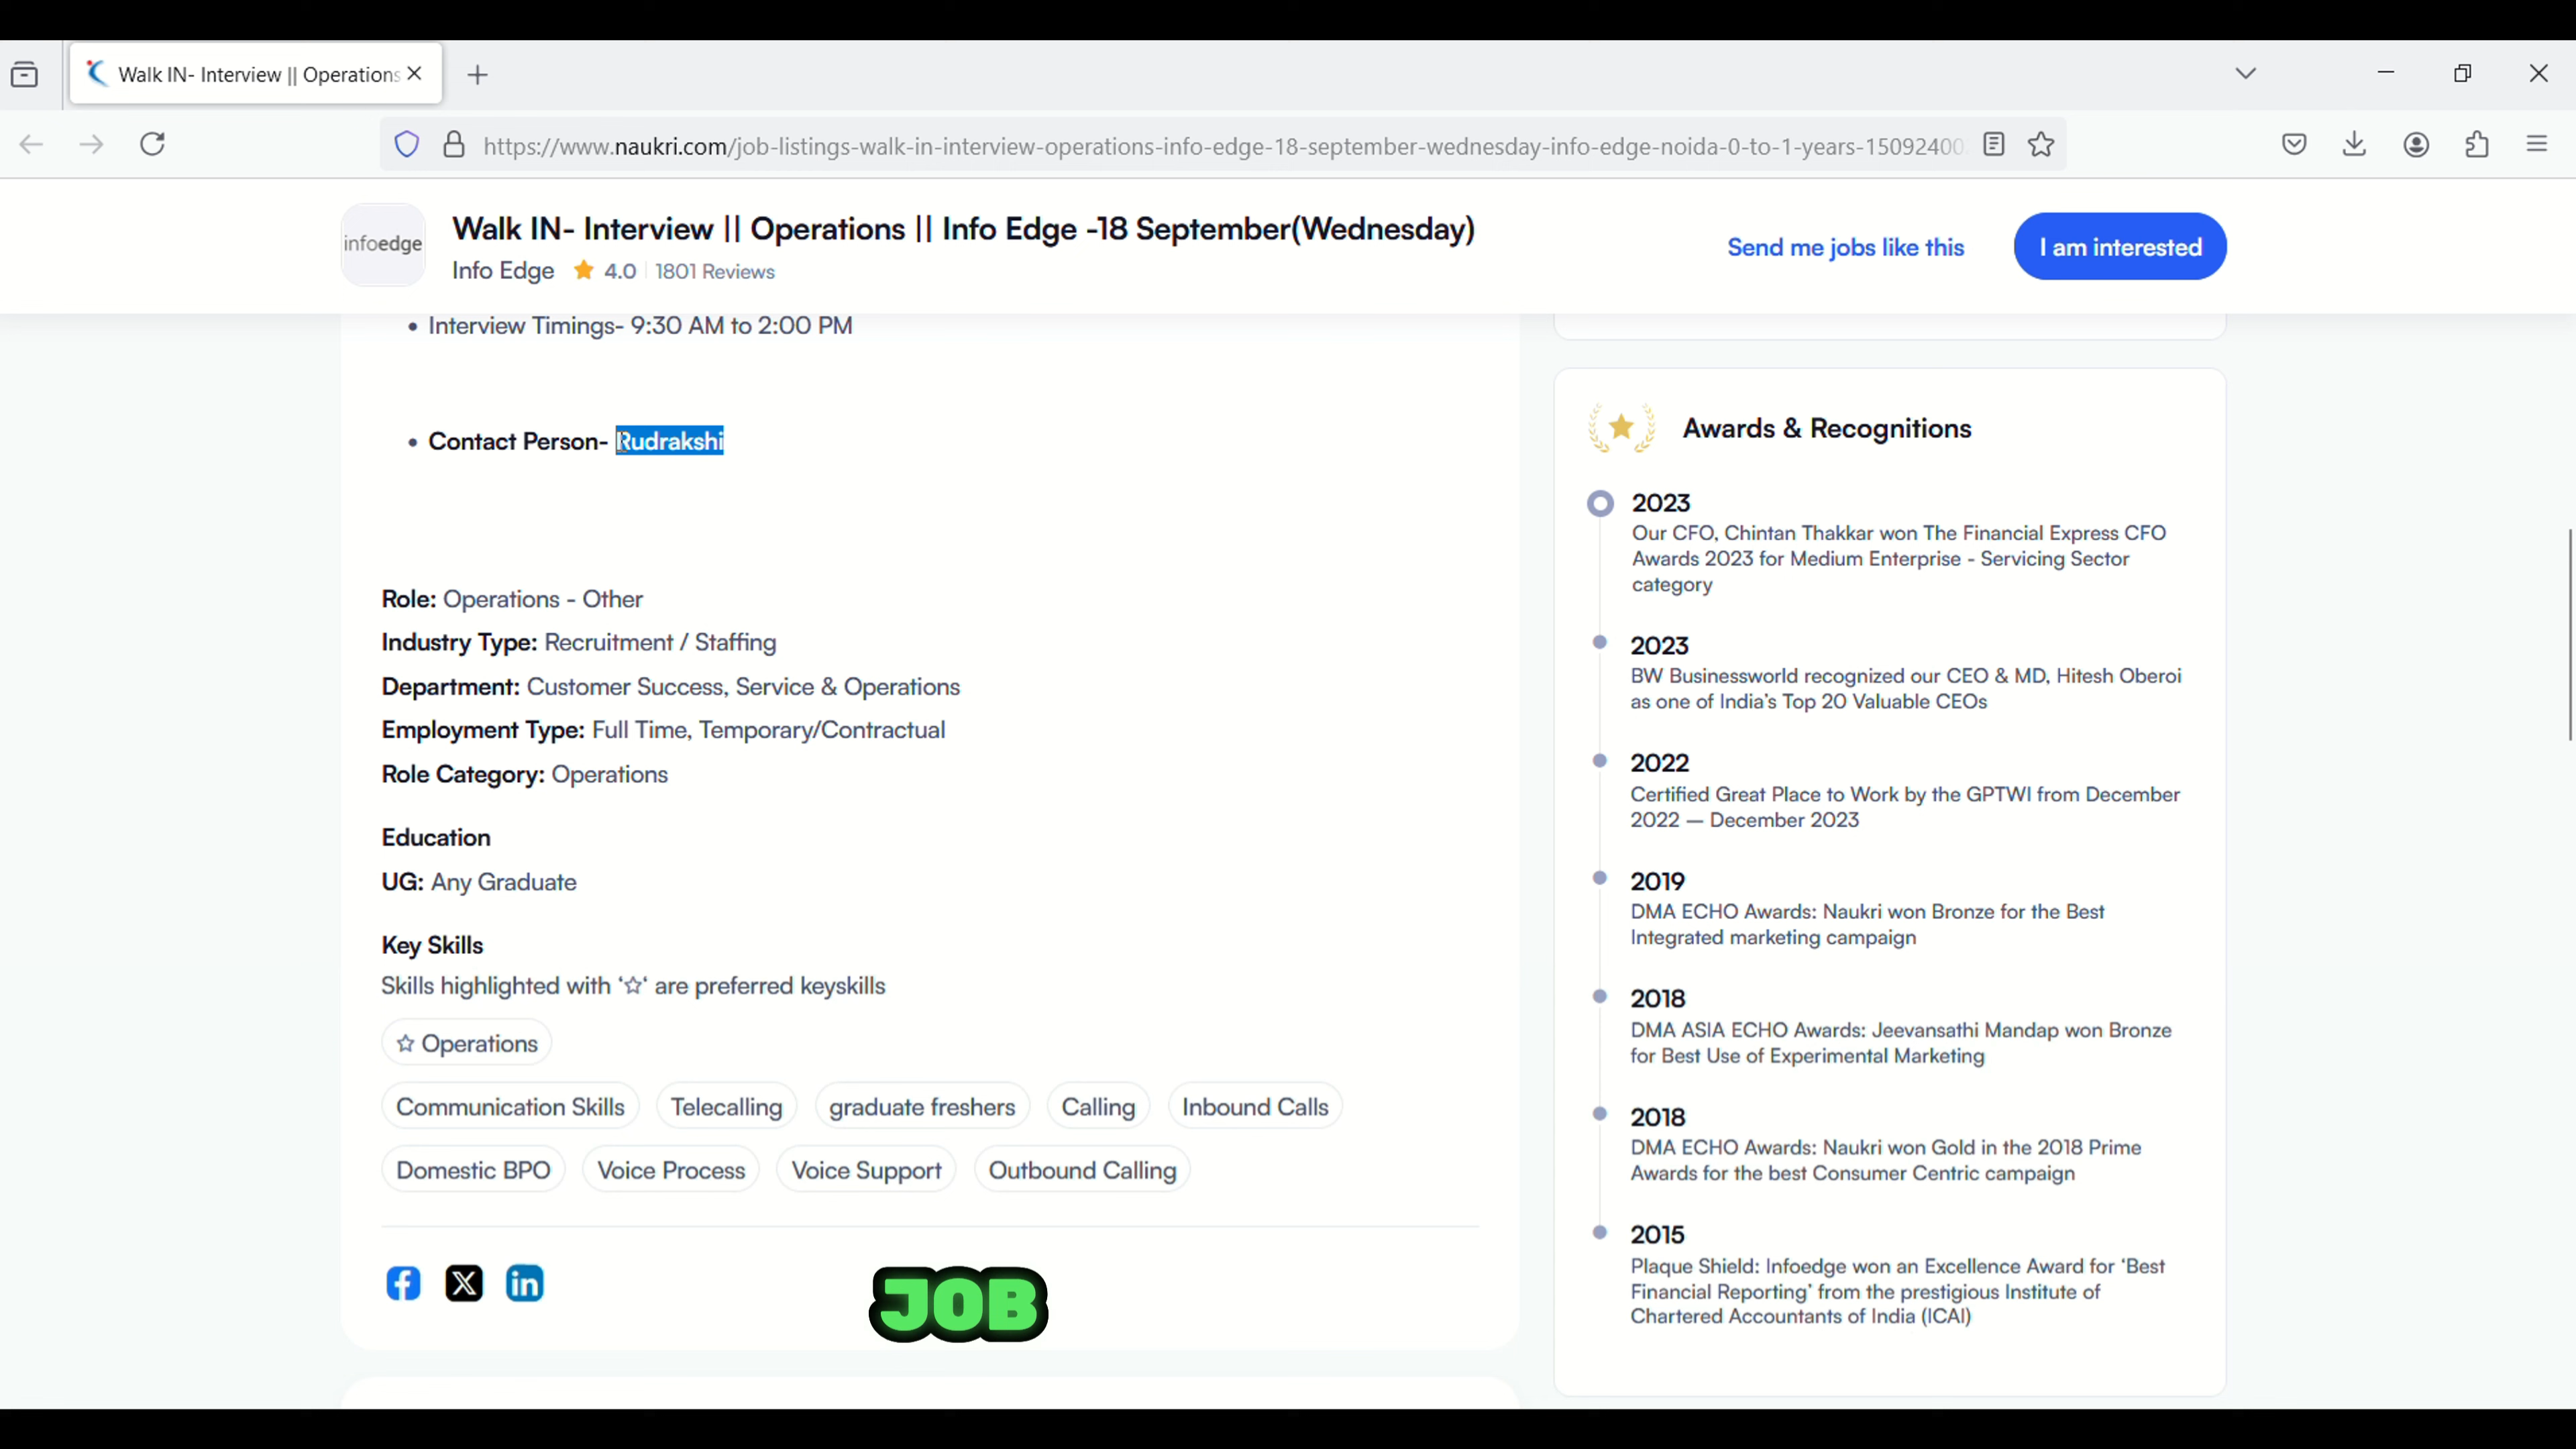 Walk IN- Interview || Operations
https://www.naukri.com/job-listings-walk-in-interview-operations-info-edge-18-september-wednesday-info-edge-noida-0-to-1-years-15092400
infoedge
Walk IN- Interview || Operations || Info Edge -18 September(Wednesday)
Info Edge 4.0 1801 Reviews
Send me jobs like this
I am interested
• Interview Timings- 9:30 AM to 2:00 PM
• Contact Person- Rudrakshi
Role: Operations - Other
Industry Type: Recruitment / Staffing
Department: Customer Success, Service & Operations
Employment Type: Full Time, Temporary/Contractual
Role Category: Operations
Education
UG: Any Graduate
Key Skills
Skills highlighted with ‘☆‘ are preferred keyskills
☆ Operations
Communication Skills Telecalling graduate freshers Calling Inbound Calls
Domestic BPO Voice Process Voice Support Outbound Calling
JOB
Awards & Recognitions
2023
Our CFO, Chintan Thakkar won The Financial Express CFO
Awards 2023 for Medium Enterprise - Servicing Sector
category
2023
BW Businessworld recognized our CEO & MD, Hitesh Oberoi
as one of India's Top 20 Valuable CEOs
2022
Certified Great Place to Work by the GPTWI from December
2022 — December 2023
2019
DMA ECHO Awards: Naukri won Bronze for the Best
Integrated marketing campaign
2018
DMA ASIA ECHO Awards: Jeevansathi Mandap won Bronze
for Best Use of Experimental Marketing
2018
DMA ECHO Awards: Naukri won Gold in the 2018 Prime
Awards for the best Consumer Centric campaign
2015
Plaque Shield: Infoedge won an Excellence Award for ‘Best
Financial Reporting’ from the prestigious Institute of
Chartered Accountants of India (ICAI)